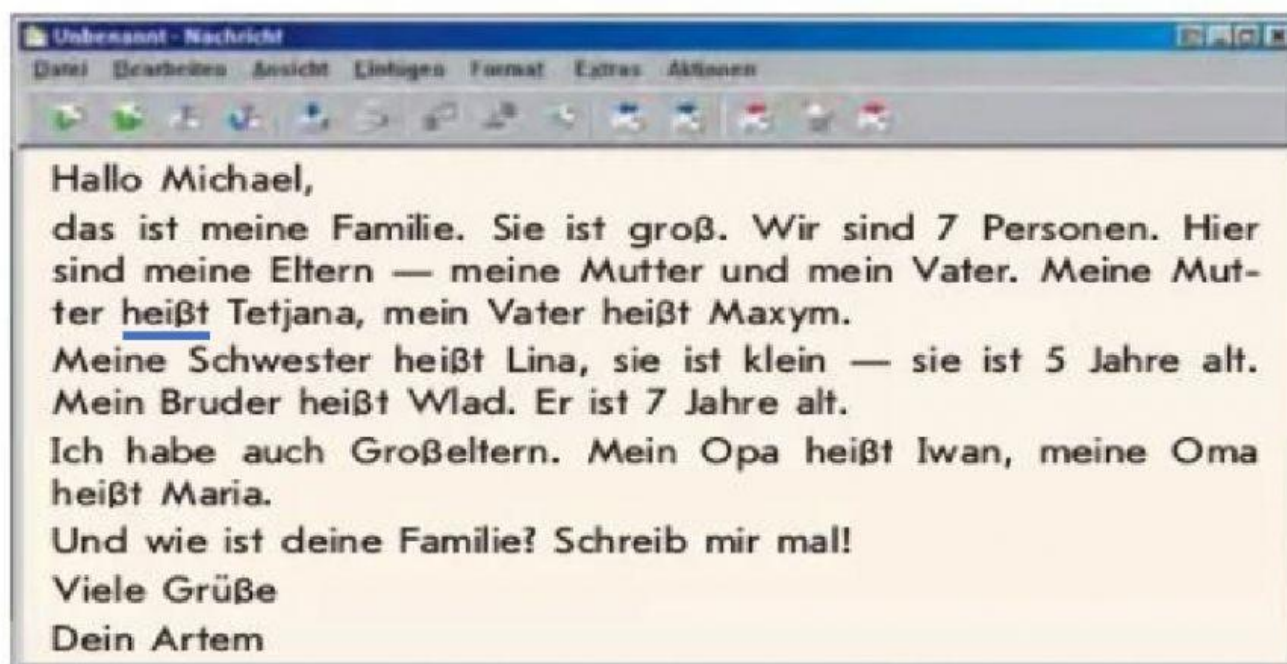 Unbenannt - Nachricht
Datei Bearbeiten Ansicht Einfügen Format Extras Aktionen
Hallo Michael,
das ist meine Familie. Sie ist groß. Wir sind 7 Personen. Hier
sind meine Eltern — meine Mutter und mein Vater. Meine Mut-
ter heißt Tetjana, mein Vater heißt Maxym.
Meine Schwester heißt Lina, sie ist klein — sie ist 5 Jahre alt.
Mein Bruder heißt Wlad. Er ist 7 Jahre alt.
Ich habe auch Großeltern. Mein Opa heißt Iwan, meine Oma
heißt Maria.
Und wie ist deine Familie? Schreib mir mal!
Viele Grüße
Dein Artem